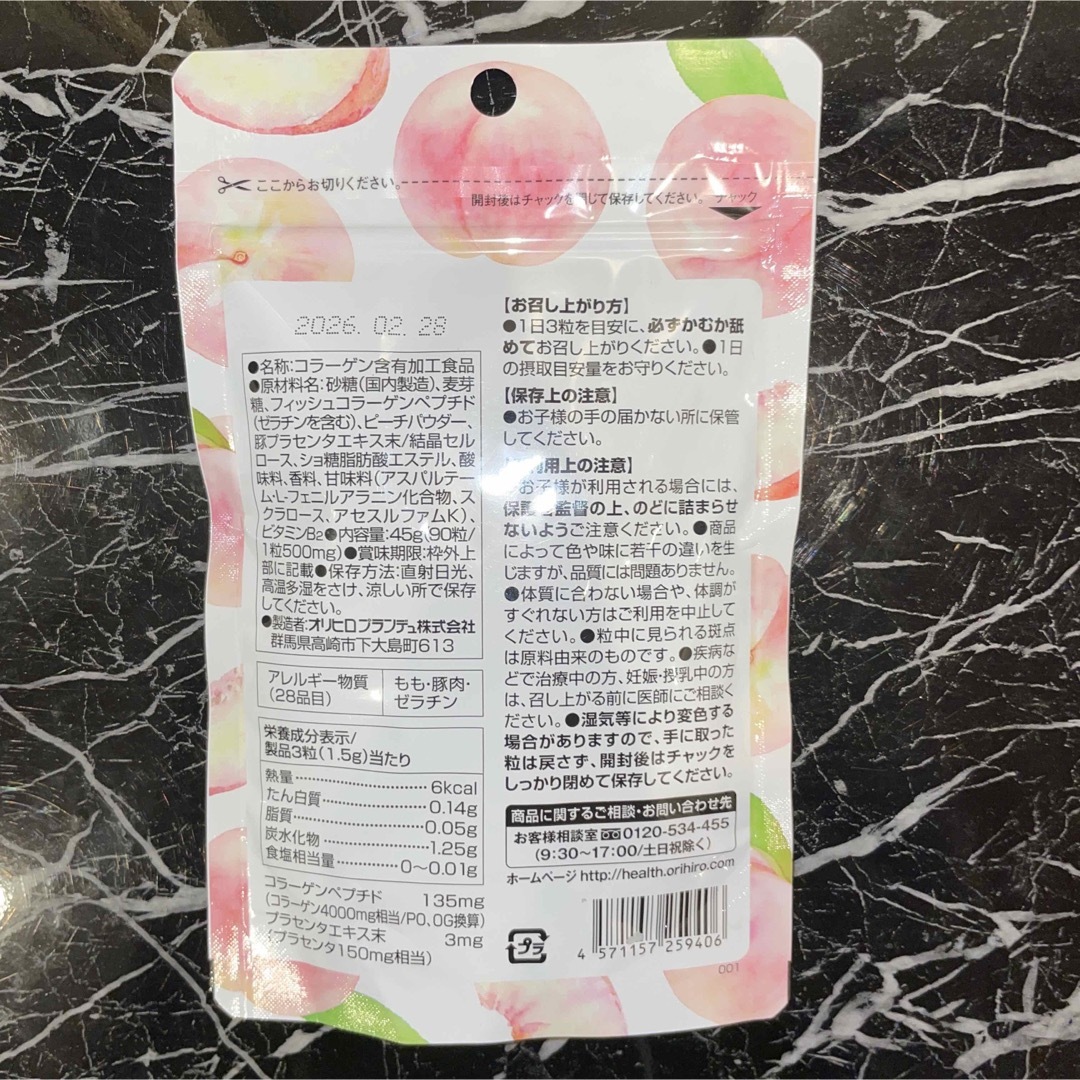 ここからお切りください。
開封後はチャックを閉じて保存してください。 チャック
2026. 02. 28
●名称:コラーゲン含有加工食品
●原材料名:砂糖(国内製造)、麦芽
糖、フィッシュコラーゲンペプチド
(ゼラチンを含む)、ピーチパウダー、
豚プラセンタエキス末/結晶セル
ロース、ショ糖脂肪酸エステル、酸
味料、香料、甘味料(アスパルテー
ム・L-フェニルアラニン化合物、ス
クラロース、アセスルファムK)、
ビタミンB2●内容量:45g(90粒/
1粒500mg)●賞味期限:枠外上
部に記載●保存方法:直射日光、
高温多湿をさけ、涼しい所で保存
してください。
●製造者:オリヒロプランデュ株式会社
群馬県高崎市下大島町613
アレルギー物質
(28品目)
もも・豚肉・
ゼラチン
栄養成分表示/
製品3粒(1.5g)当たり
熱量 6kcal
たん白質 0.14g
脂質 0.05g
炭水化物 1.25g
食塩相当量 0〜0.01g
コラーゲンペプチド 135mg
(コラーゲン4000mg相当/PO、OG換算)
プラセンタエキス末 3mg
(プラセンタ150mg相当)
【お召し上がり方】
●1日3粒を目安に、必ずかむか舐
めてお召し上がりください。●1日
の摂取目安量をお守りください。
【保存上の注意】
●お子様の手の届かない所に保管
してください。
用上の注意】
お子様が利用される場合には、
保護者監督の上、のどに詰まらせ
ないようご注意ください。●商品
によって色や味に若干の違いを生
じますが、品質には問題ありません。
●体質に合わない場合や、体調が
すぐれない方はご利用を中止して
ください。●粒中に見られる斑点
は原料由来のものです。●疾病な
どで治療中の方、妊娠・授乳中の方
は、召し上がる前に医師にご相談く
ださい。●湿気等により変色する
場合がありますので、手に取った
粒は戻さず、開封後はチャックを
しっかり閉めて保存してください。
商品に関するご相談・お問い合わせ先
お客様相談室 0120-534-455
(9:30〜17:00/土日祝除く)
ホームページ http://health.orihiro.com
プラ
4 571157 259406
001